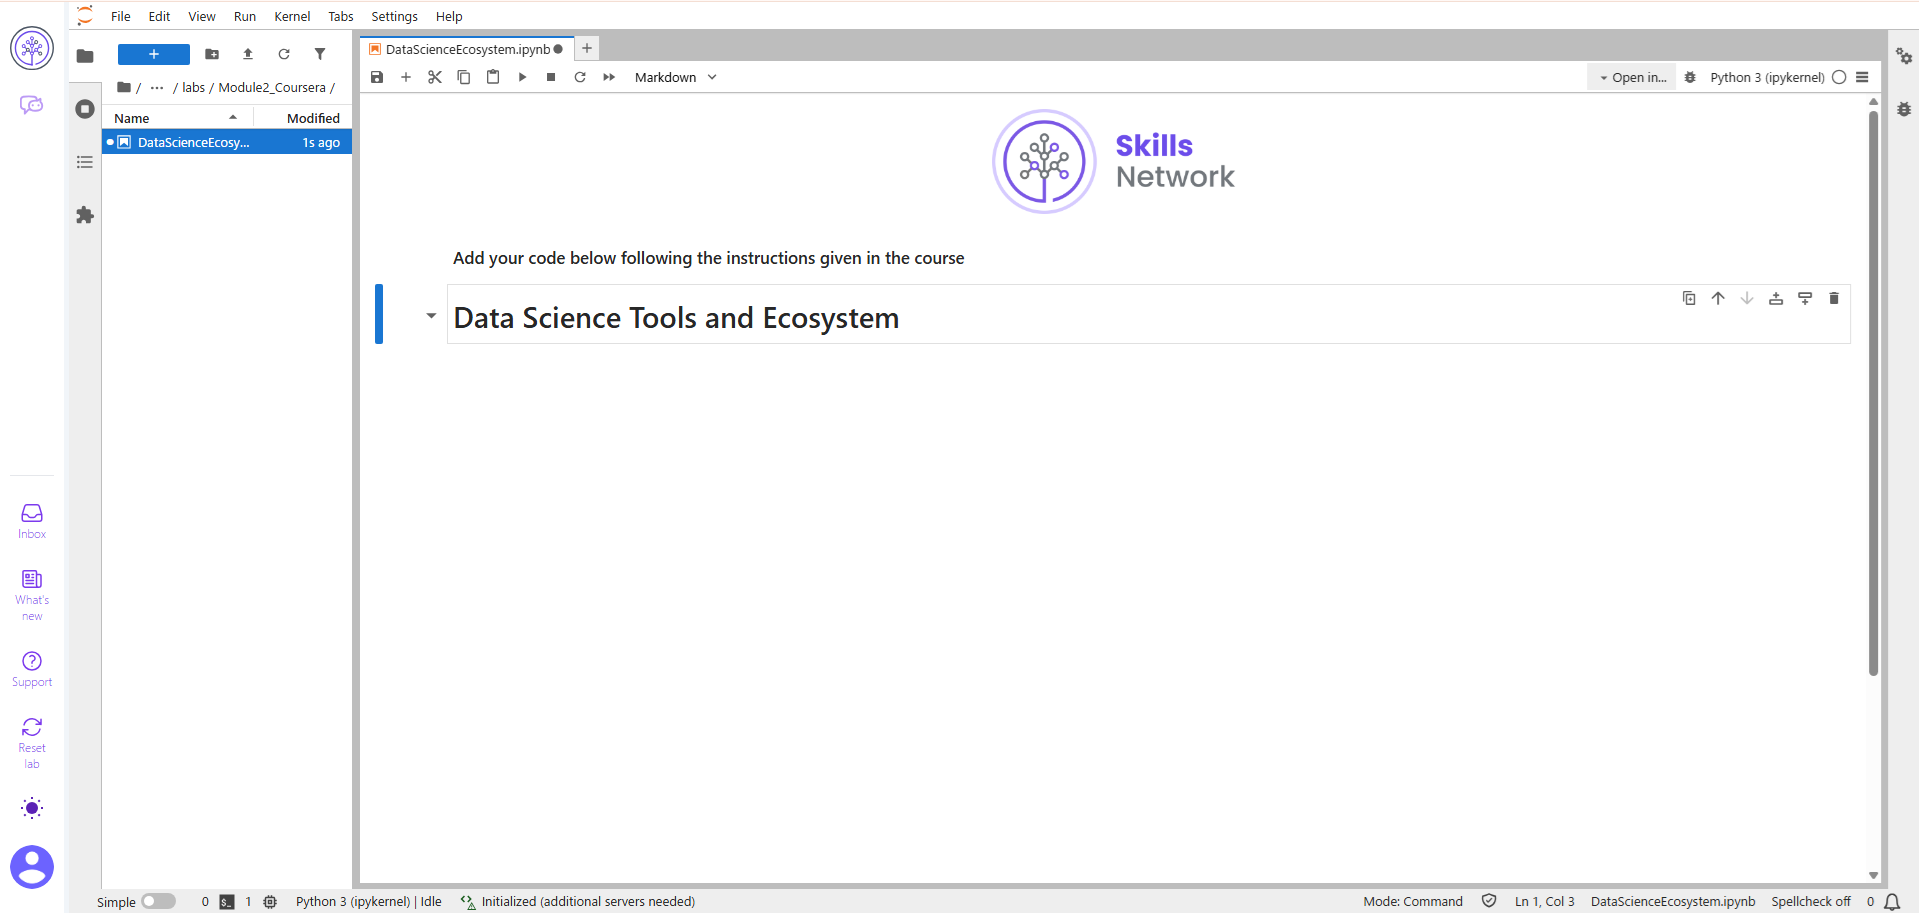 File Edit View Run Kernel Tabs Settings Help
+
/ ··· / labs / Module2_Coursera /
Name Modified
DataScienceEcosy... 1s ago
DataScienceEcosystem.ipynb
Markdown
Open in...
Python 3 (ipykernel)
Skills
Network
Add your code below following the instructions given in the course
Data Science Tools and Ecosystem
Inbox
What's
new
Support
Reset
lab
Simple 0 $_ 1 Python 3 (ipykernel) | Idle Initialized (additional servers needed) Mode: Command Ln 1, Col 3 DataScienceEcosystem.ipynb Spellcheck off 0